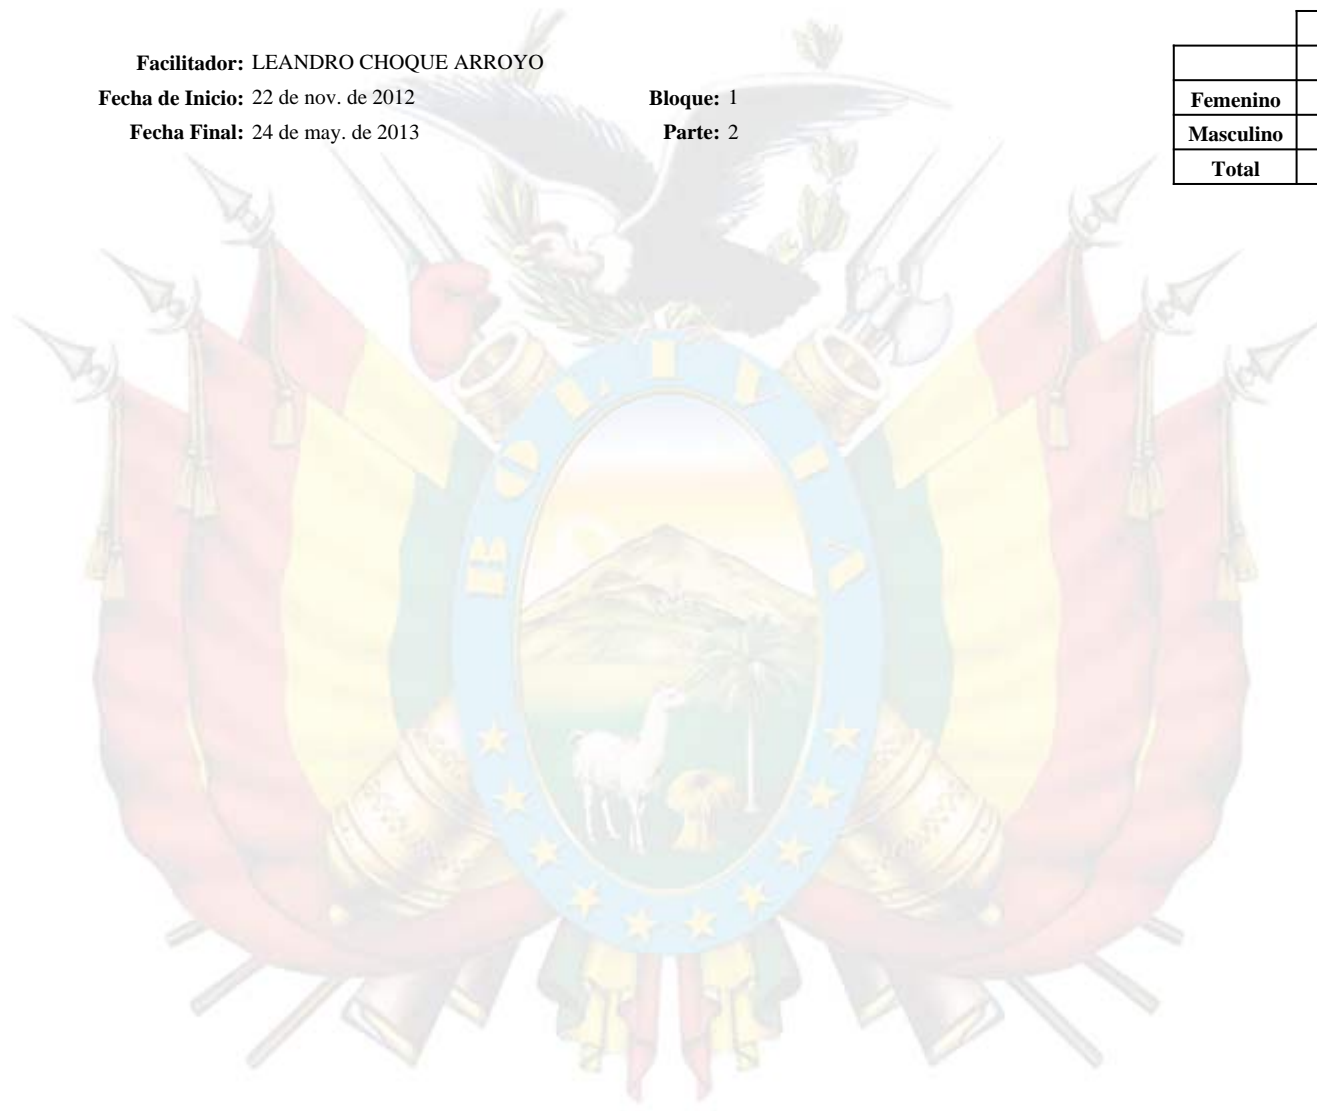 Facilitador: LEANDRO CHOQUE ARROYO
Fecha de Inicio: 22 de nov. de 2012 Bloque: 1
Fecha Final: 24 de may. de 2013 Parte: 2
Femenino
Masculino
Total
BOLIVIA